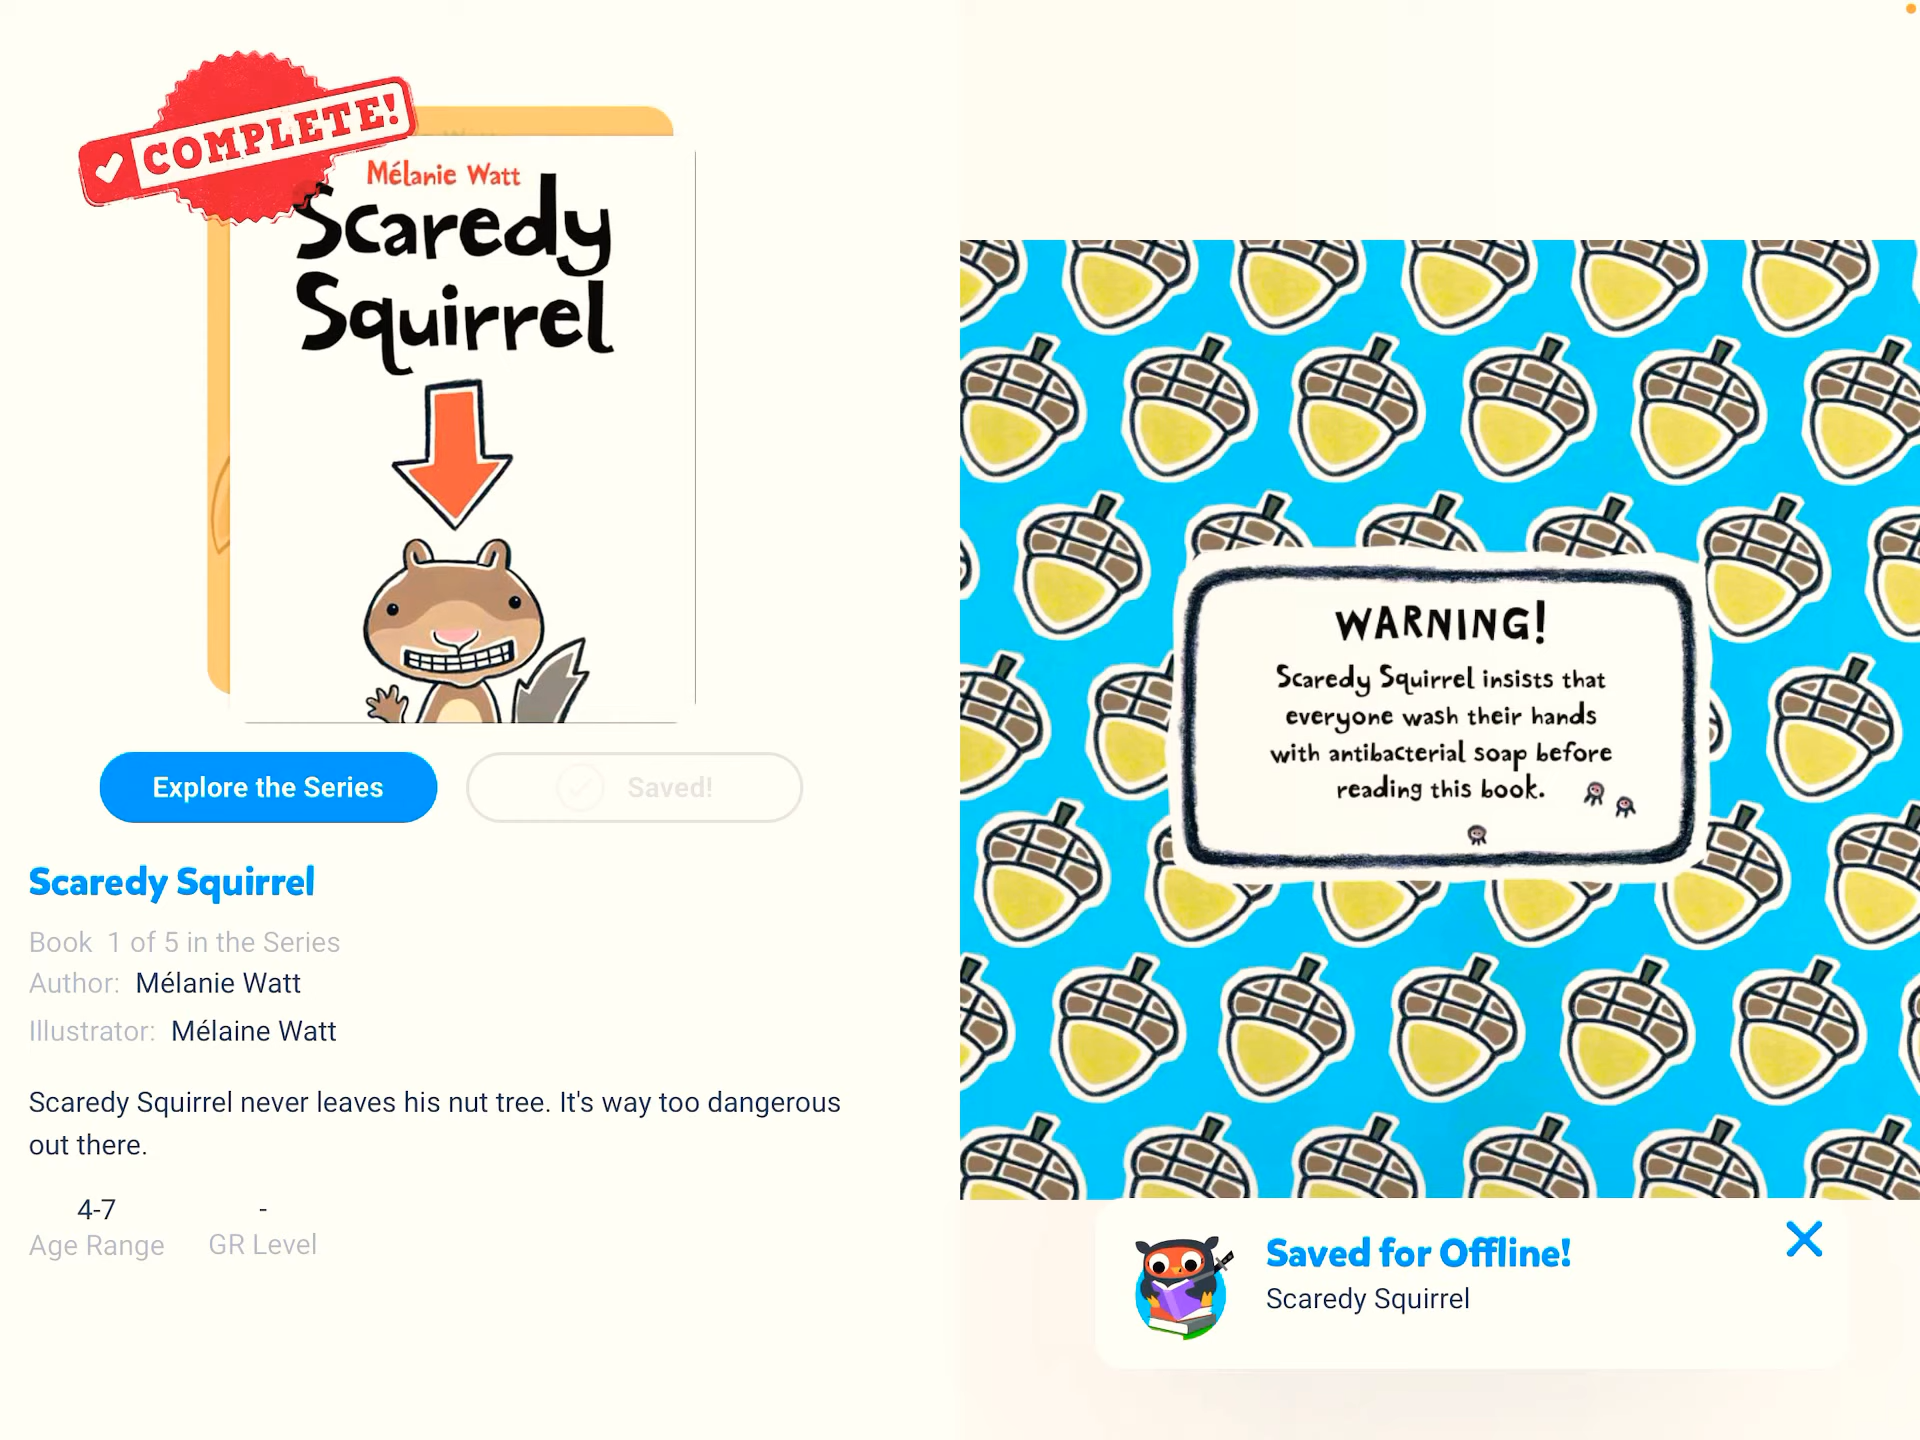 COMPLETE!
Mélanie Watt
Scaredy
Squirrel
Explore the Series
Saved!
Scaredy Squirrel
Book 1 of 5 in the Series
Author: Mélanie Watt
Illustrator: Mélaine Watt
Scaredy Squirrel never leaves his nut tree. It's way too dangerous
out there.
4-7
-
Age Range
GR Level
WARNING!
Scaredy Squirrel insists that
everyone wash their hands
with antibacterial soap before
reading this book.
Saved for Offline!
Scaredy Squirrel